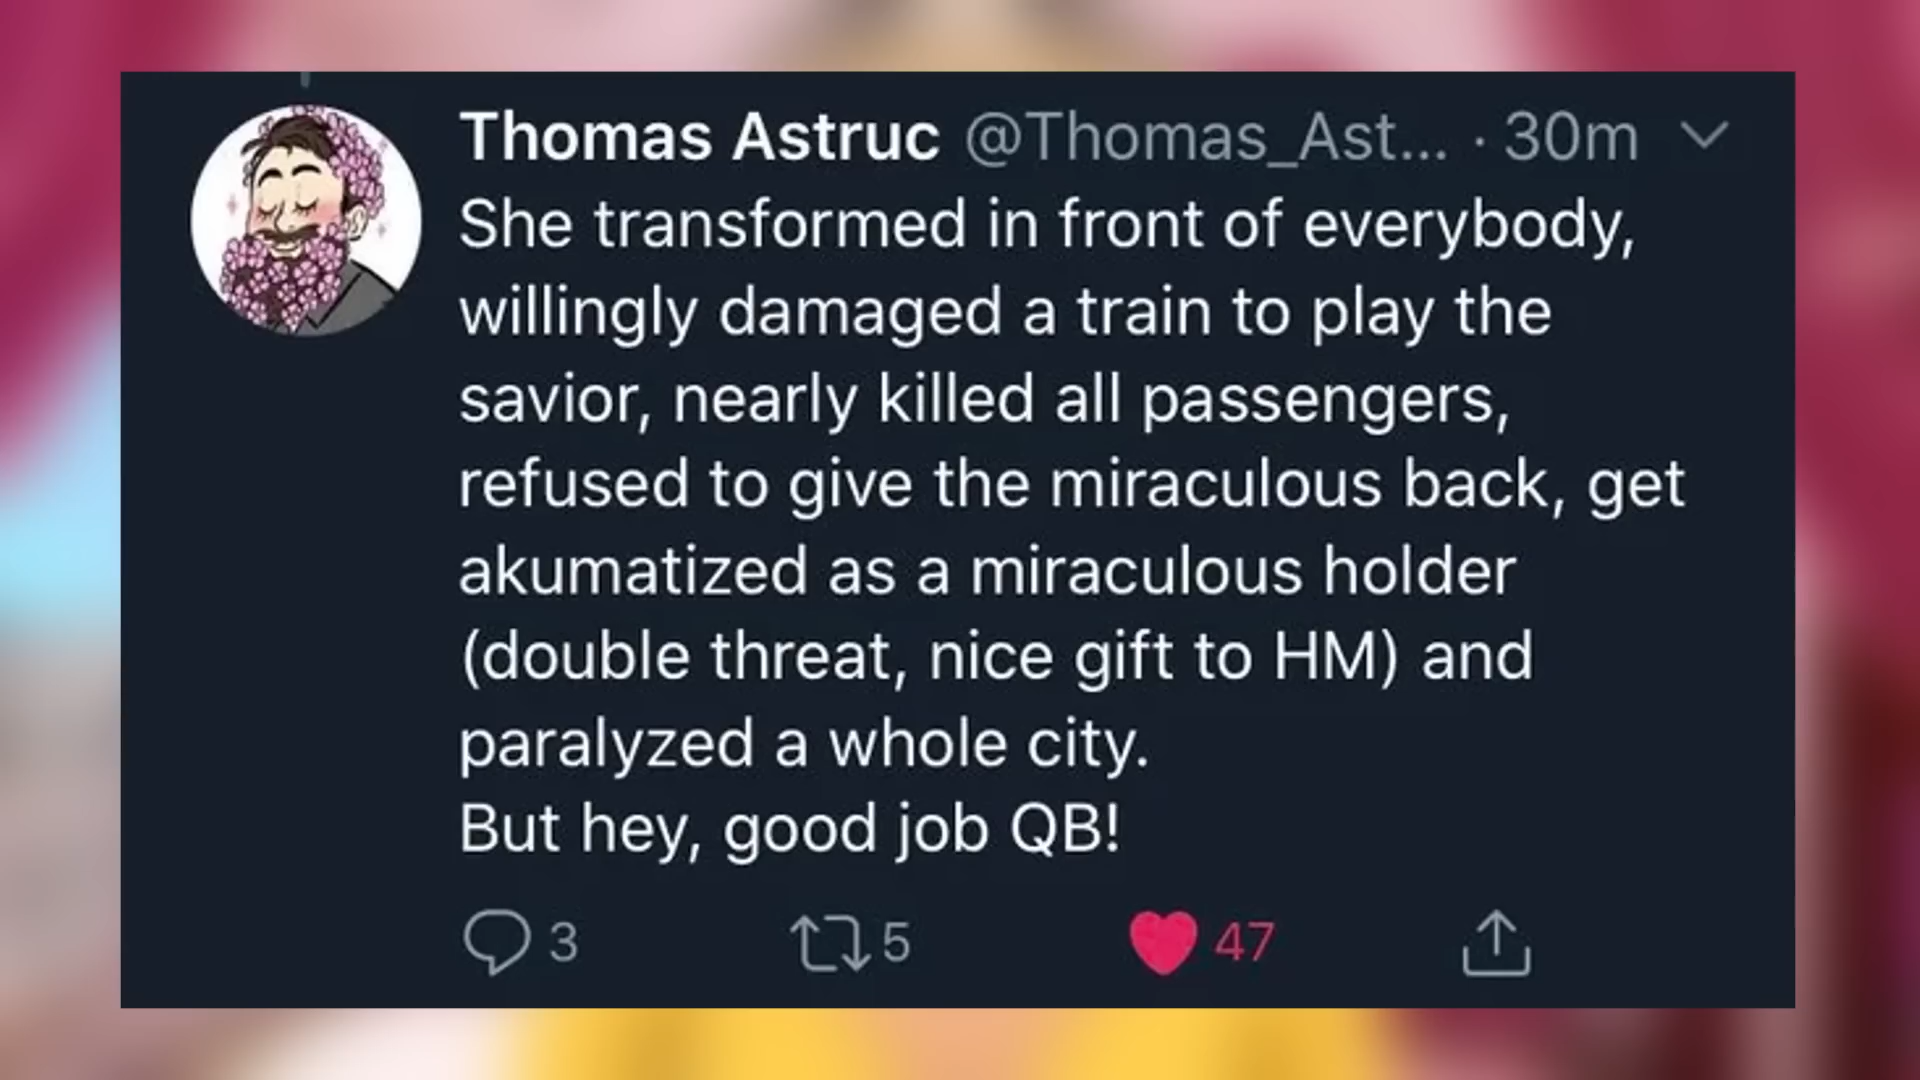 Thomas Astruc @Thomas_Ast... · 30m
She transformed in front of everybody,
willingly damaged a train to play the
savior, nearly killed all passengers,
refused to give the miraculous back, get
akumatized as a miraculous holder
(double threat, nice gift to HM) and
paralyzed a whole city.
But hey, good job QB!
3 5 47